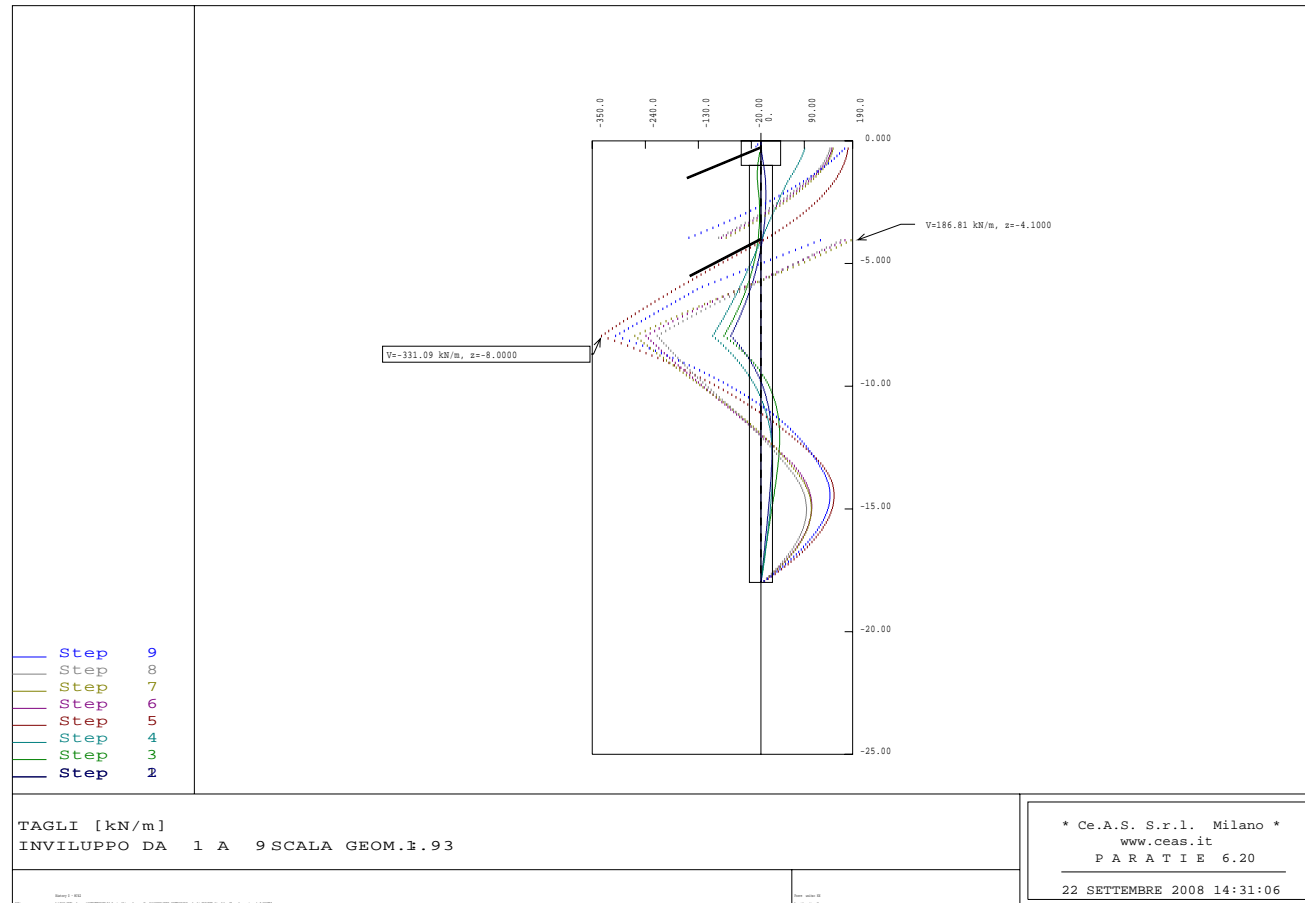 -350.0
-240.0
-130.0
-20.00
0.
90.00
190.0
0.000
V=186.81 kN/m, z=-4.1000
-5.000
V=-331.09 kN/m, z=-8.0000
-10.00
-15.00
-20.00
-25.00
Step 9
Step 8
Step 7
Step 6
Step 5
Step 4
Step 3
Step
TAGLI [kN/m]
INVILUPPO DA 1 A 9 SCALA GEOM.
* Ce.A.S. S.r.l. Milano *
www.ceas.it
P A R A T I E 6.20
22 SETTEMBRE 2008 14:31:06